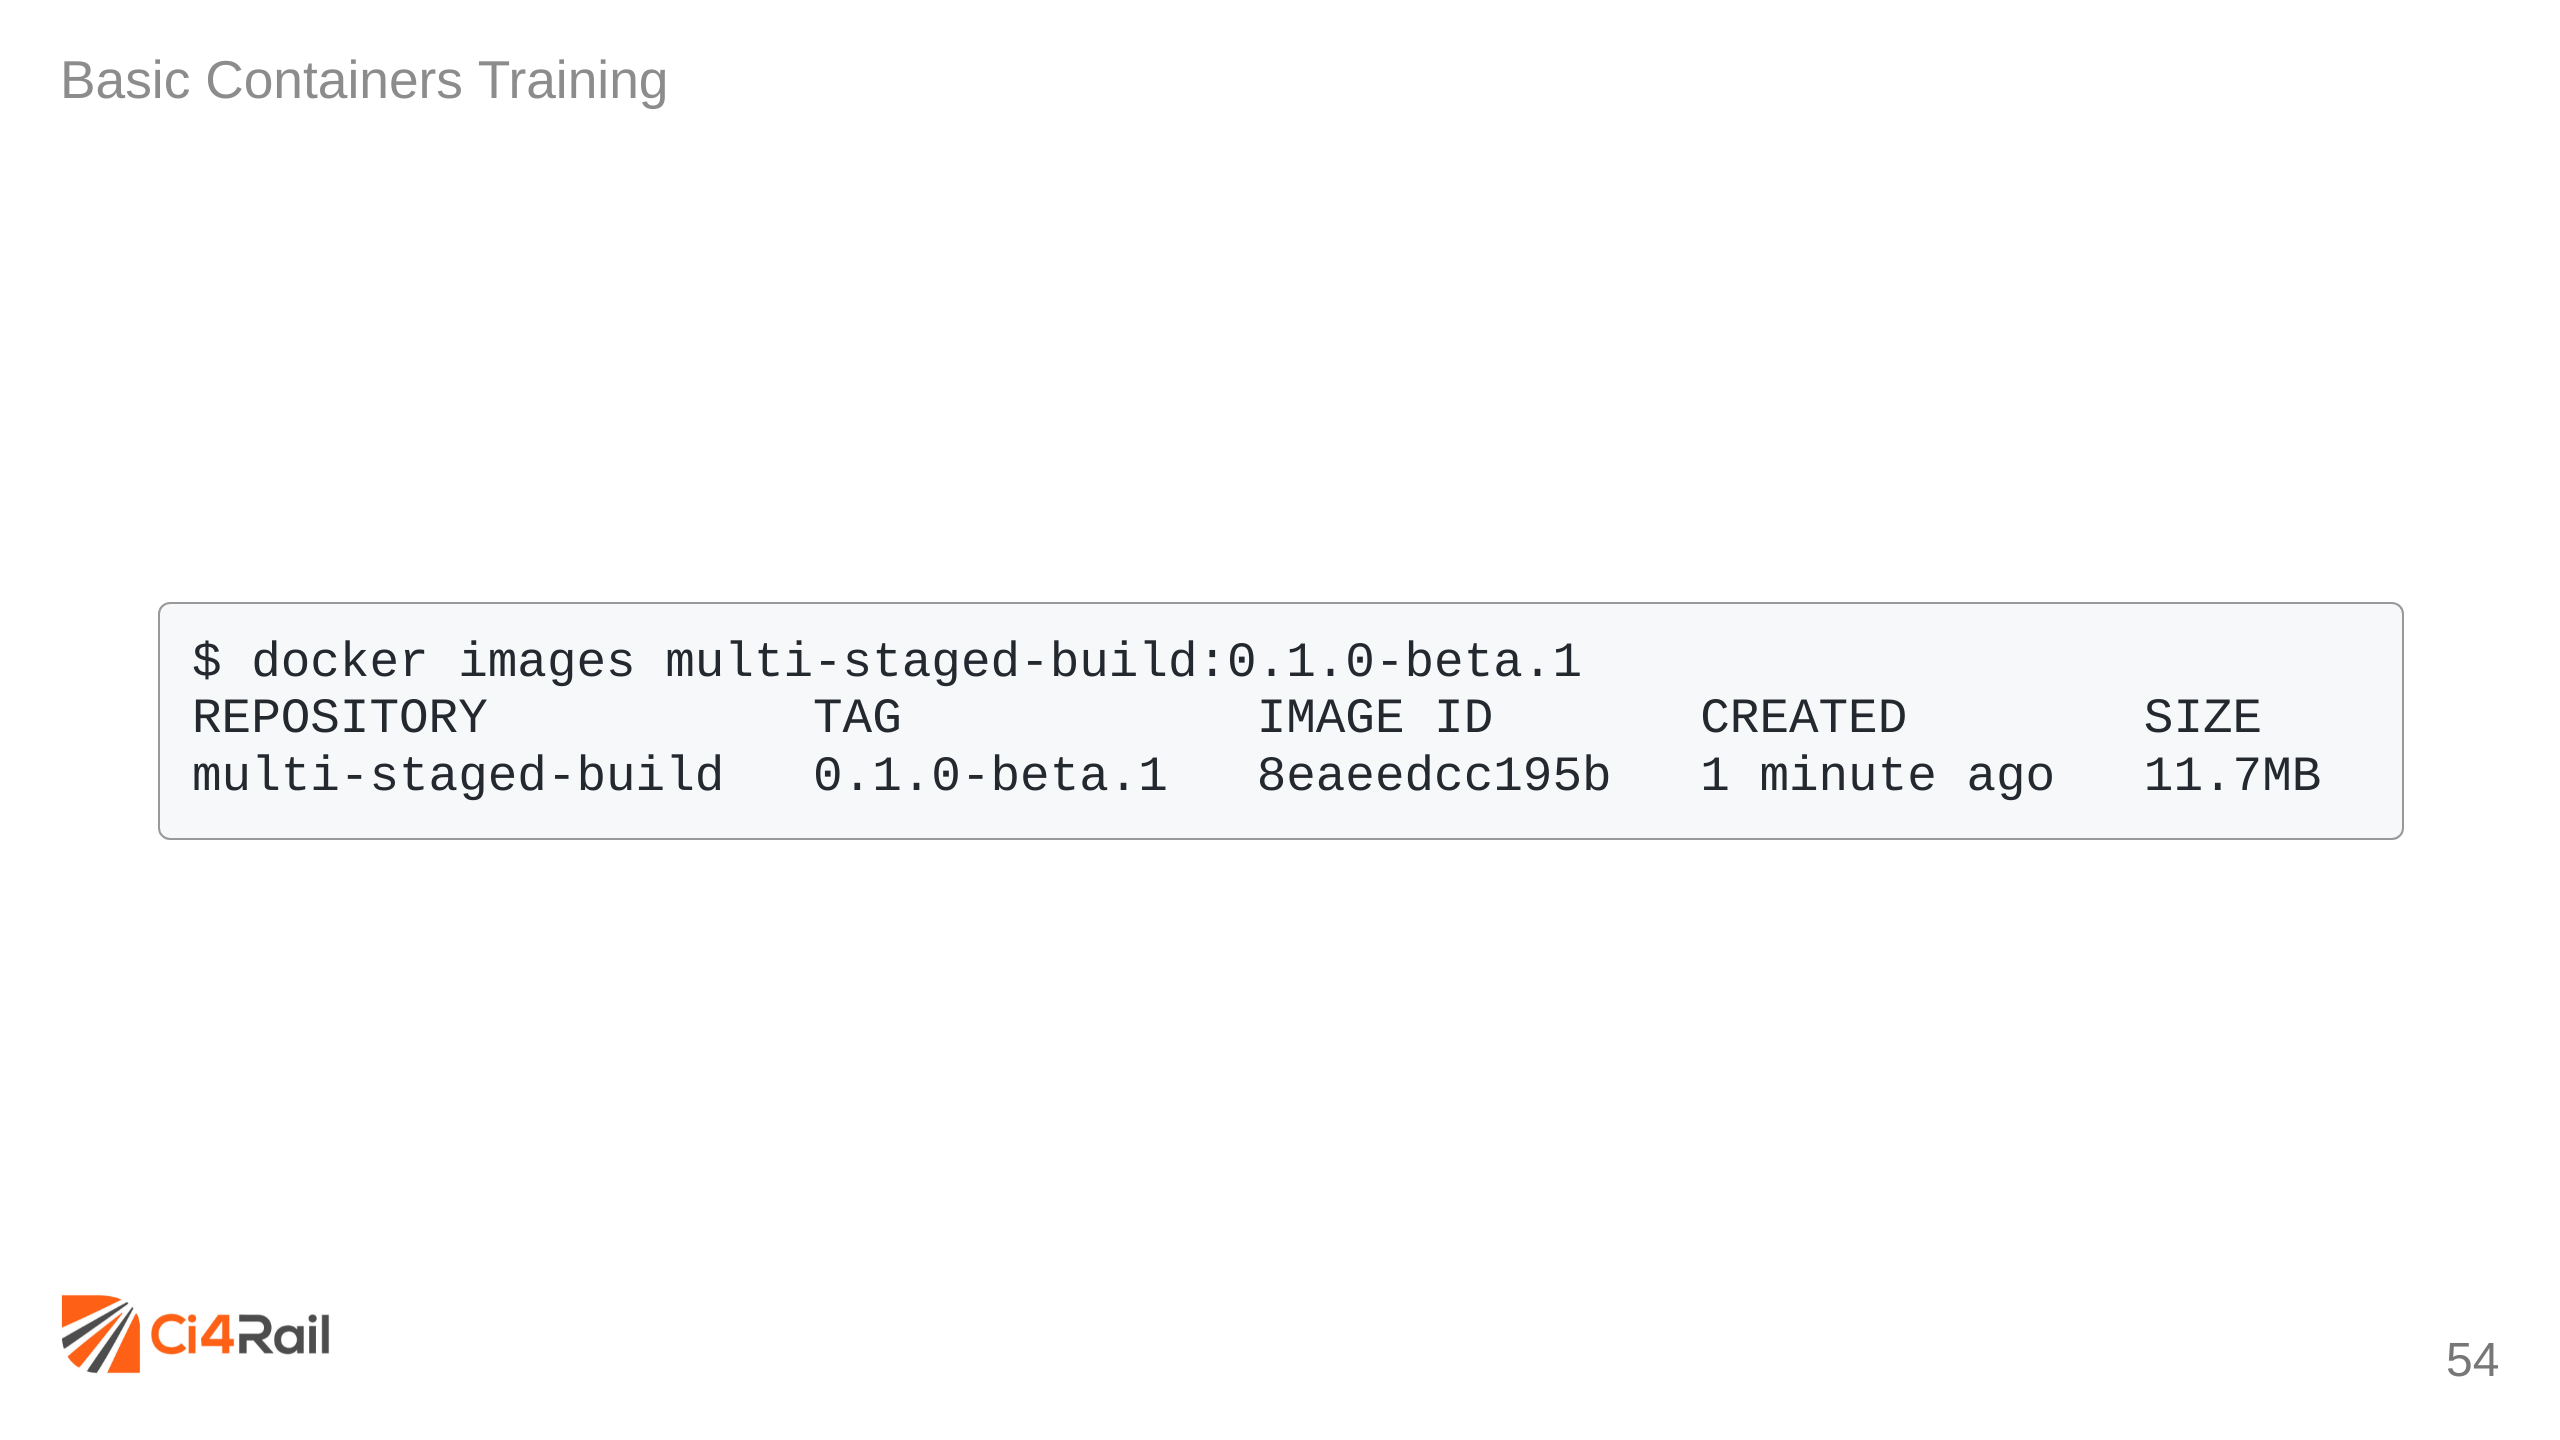 Basic Containers Training
$ docker images multi-staged-build:0.1.0-beta.1
REPOSITORY           TAG            IMAGE ID       CREATED        SIZE
multi-staged-build   0.1.0-beta.1   8eaeedcc195b   1 minute ago   11.7MB
Ci4Rail
54